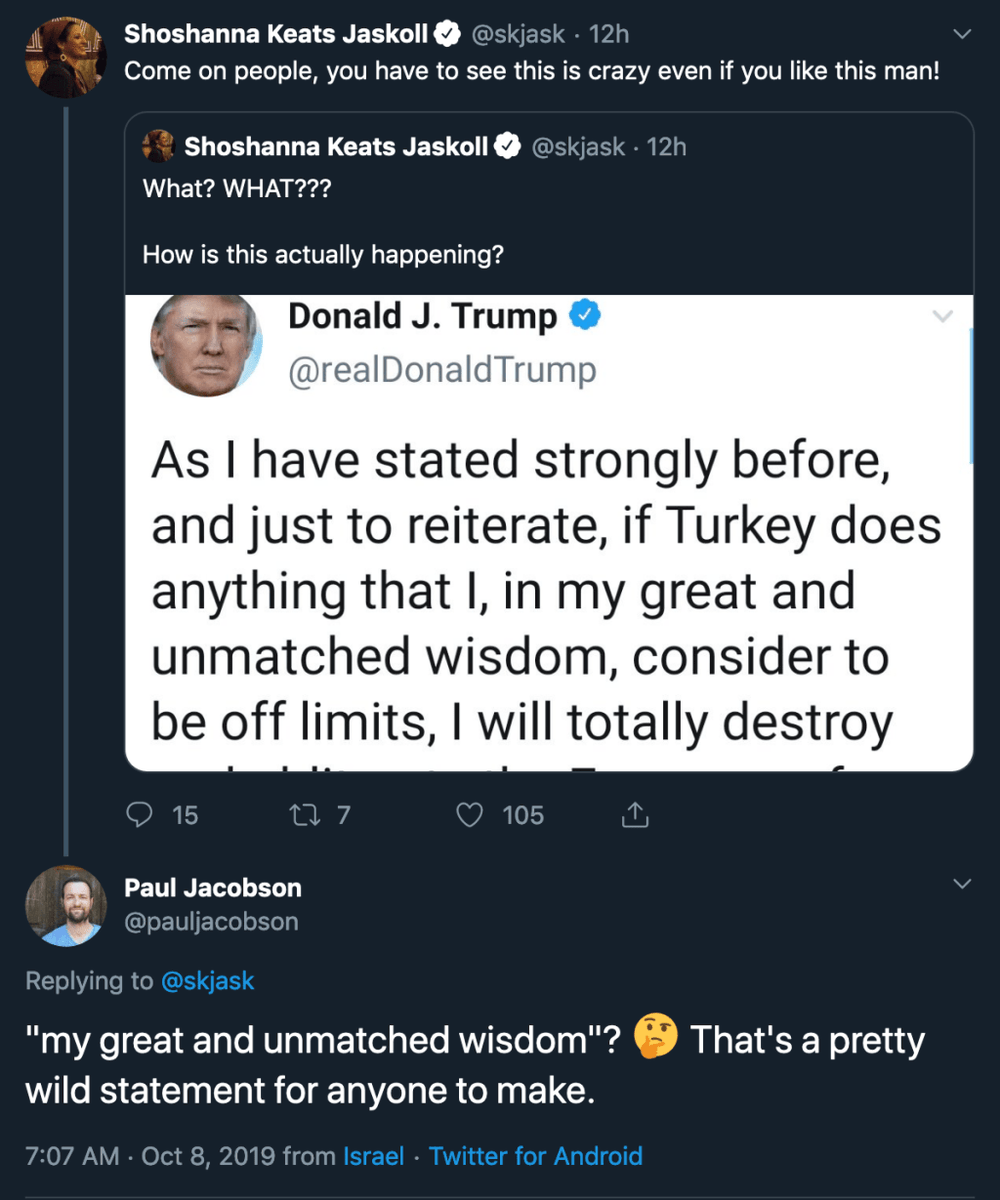 Shoshanna Keats Jaskoll @skjask · 12h
Come on people, you have to see this is crazy even if you like this man!
Shoshanna Keats Jaskoll @skjask · 12h
What? WHAT???
How is this actually happening?
Donald J. Trump
@realDonaldTrump
As I have stated strongly before,
and just to reiterate, if Turkey does
anything that I, in my great and
unmatched wisdom, consider to
be off limits, I will totally destroy
15 7 105
Paul Jacobson
@pauljacobson
Replying to @skjask
"my great and unmatched wisdom"? 🤔 That's a pretty
wild statement for anyone to make.
7:07 AM · Oct 8, 2019 from Israel · Twitter for Android